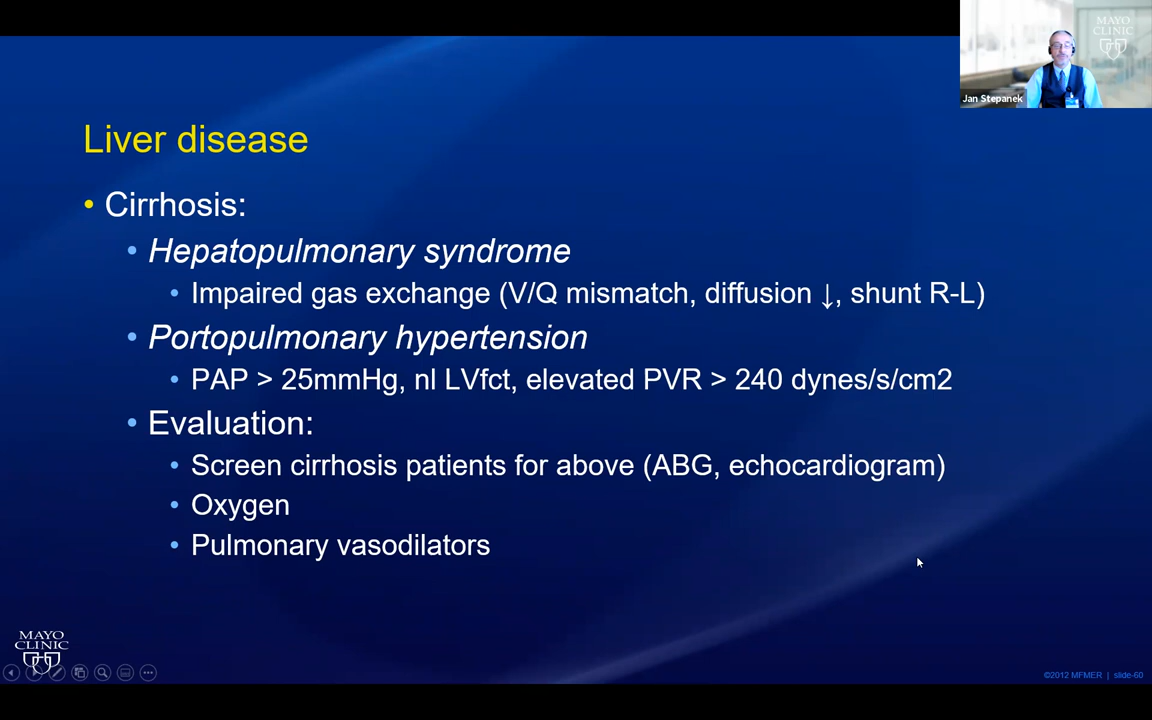 MAYO
CLINIC
Jan Stepanek
Liver disease
• Cirrhosis:
• Hepatopulmonary syndrome
• Impaired gas exchange (V/Q mismatch, diffusion ↓, shunt R-L)
• Portopulmonary hypertension
• PAP > 25mmHg, nl LVfct, elevated PVR > 240 dynes/s/cm2
• Evaluation:
• Screen cirrhosis patients for above (ABG, echocardiogram)
• Oxygen
• Pulmonary vasodilators
MAYO
CLINIC
©2012 MFMER | slide-60